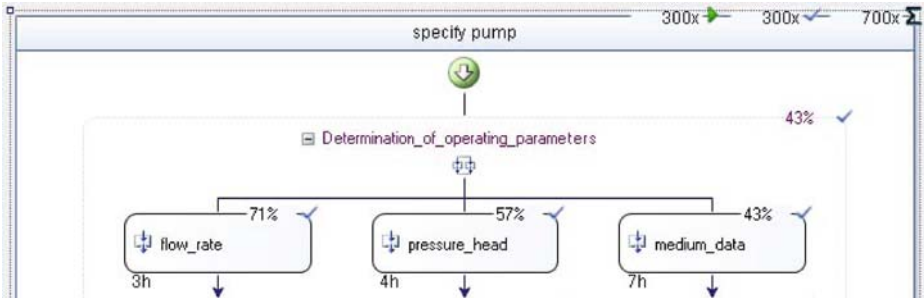 300x 300x 700x Σ
specify pump
43%
Determination_of_operating_parameters
71% 57% 43%
flow_rate pressure_head medium_data
3h 4h 7h